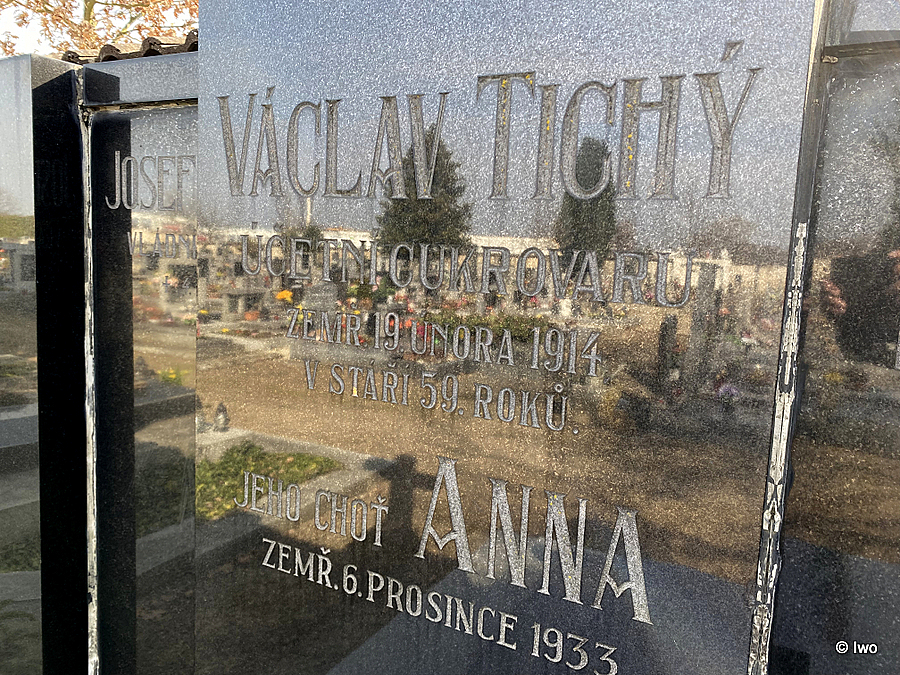 VÁCLAV TICHÝ
ÚČETNÍ CUKROVARU
ZEMŘ. 19 ÚNORA 1914
V STÁŘÍ 59. ROKŮ.
JEHO CHOŤ ANNA
ZEMŘ. 6. PROSINCE 1933
JOSEF
© Iwo